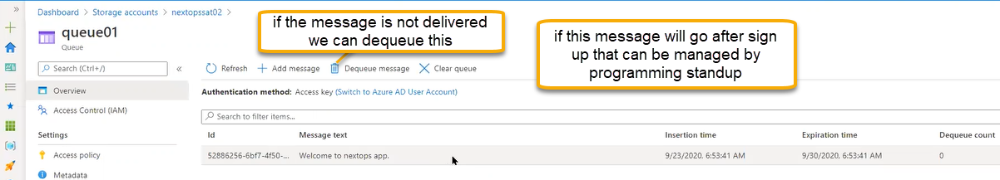 Dashboard > Storage accounts > nextopssat02 >
queue01
Queue
if the message is not delivered
we can dequeue this
if this message will go after sign
up that can be managed by
programming standup
Search (Ctrl+/)
«
Refresh
Add message
Dequeue message
Clear queue
Overview
Access Control (IAM)
Settings
Access policy
Metadata
Authentication method: Access key (Switch to Azure AD User Account)
Search to filter items...
Id Message text Insertion time Expiration time Dequeue count
52886256-6bf7-4f50-... Welcome to nextops app. 9/23/2020, 6:53:41 AM 9/30/2020, 6:53:41 AM 0